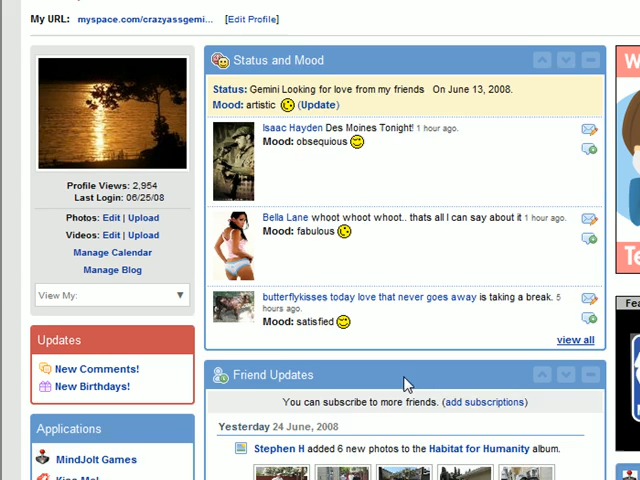 My URL: myspace.com/crazyassgemi... [Edit Profile]
Profile Views: 2,954
Last Login: 06/25/08
Photos: Edit | Upload
Videos: Edit | Upload
Manage Calendar
Manage Blog
View My:
Updates
New Comments!
New Birthdays!
Applications
MindJolt Games
Kiss Me!
Status and Mood
Status: Gemini Looking for love from my friends On June 13, 2008.
Mood: artistic (Update)
Isaac Hayden Des Moines Tonight! 1 hour ago.
Mood: obsequious
Bella Lane whoot whoot whoot.. thats all I can say about it 1 hour ago.
Mood: fabulous
butterflykisses today love that never goes away is taking a break. 5
hours ago.
Mood: satisfied
view all
Friend Updates
You can subscribe to more friends. (add subscriptions)
Yesterday 24 June, 2008
Stephen H added 6 new photos to the Habitat for Humanity album.
W
Te
Fea